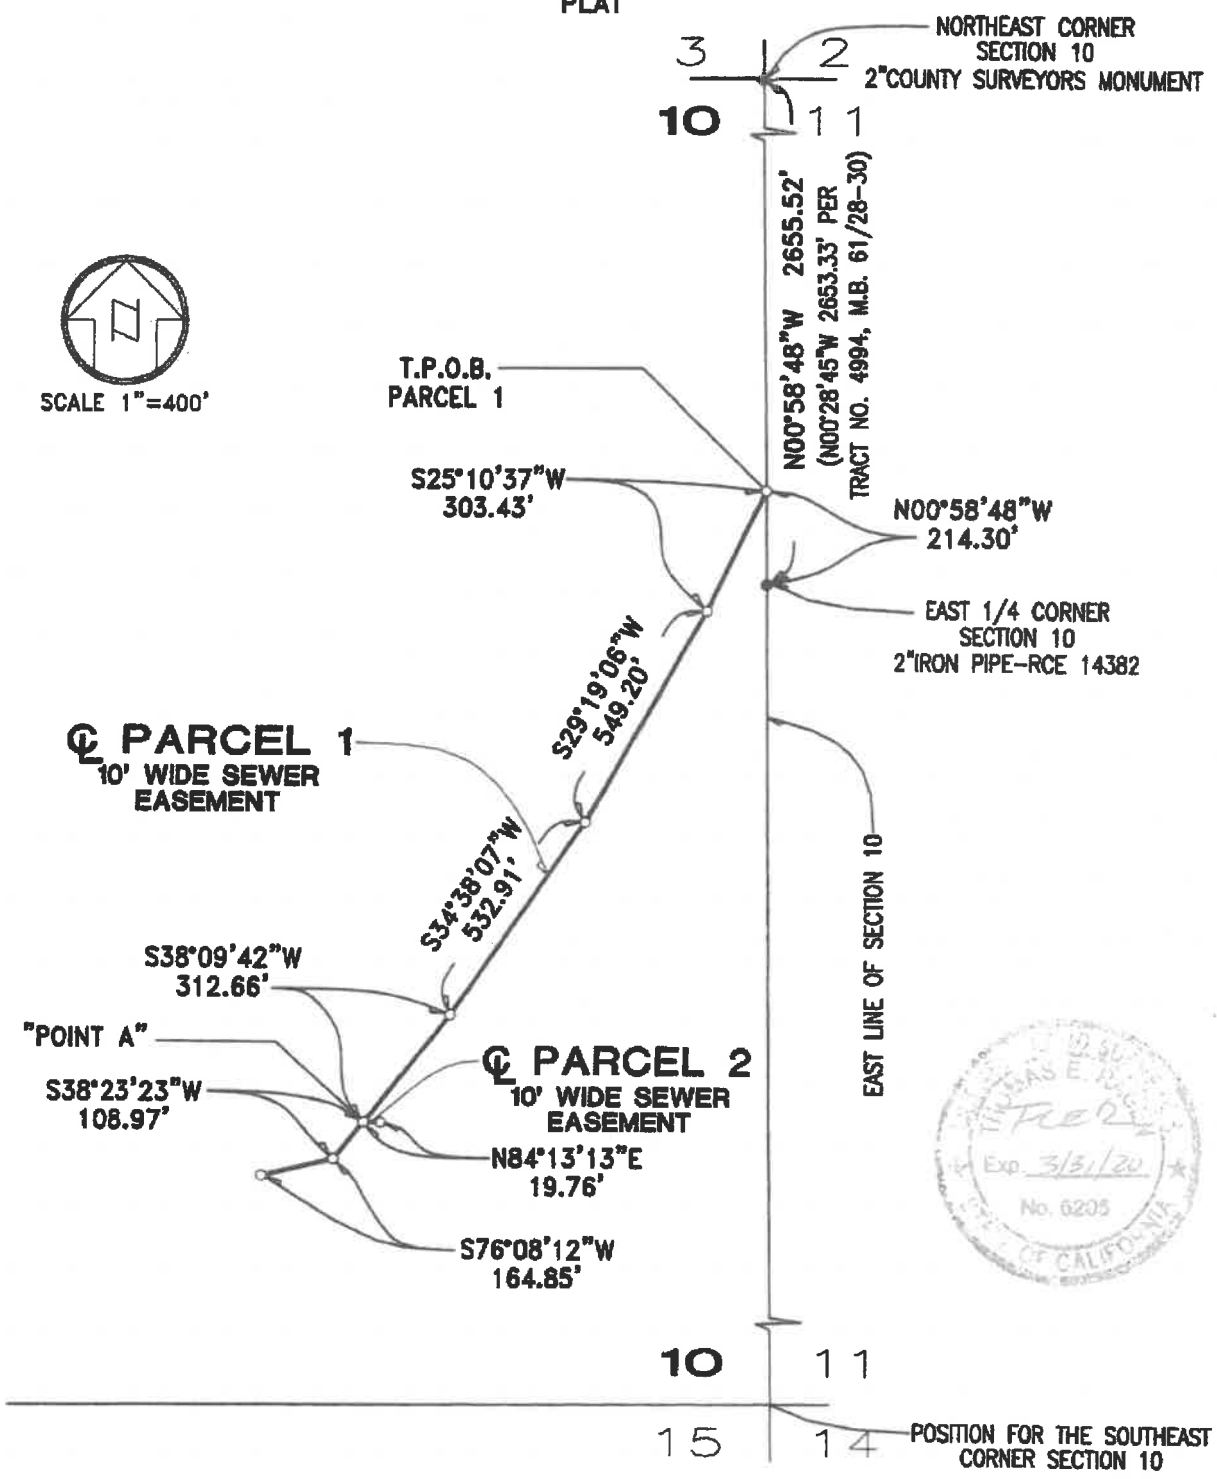 PLAT
NORTHEAST CORNER
SECTION 10
2"COUNTY SURVEYORS MONUMENT
3
2
10
11
N00°58'48"W 2655.52'
(N00°28'45"W 2653.33' PER
TRACT NO. 4994, M.B. 61/28-30)
SCALE 1"=400'
T.P.O.B.
PARCEL 1
S25°10'37"W
303.43'
N00°58'48"W
214.30'
EAST 1/4 CORNER
SECTION 10
2"IRON PIPE-RCE 14382
S29°19'06"W
549.20'
℄ PARCEL 1
10' WIDE SEWER
EASEMENT
S34°38'07"W
532.91'
EAST LINE OF SECTION 10
S38°09'42"W
312.66'
"POINT A"
S38°23'23"W
108.97'
℄ PARCEL 2
10' WIDE SEWER
EASEMENT
N84°13'13"E
19.76'
S76°08'12"W
164.85'
THOMAS E.
Exp. 3/31/20
No. 6205
OF CALIFORNIA
10
11
15
14
POSITION FOR THE SOUTHEAST
CORNER SECTION 10